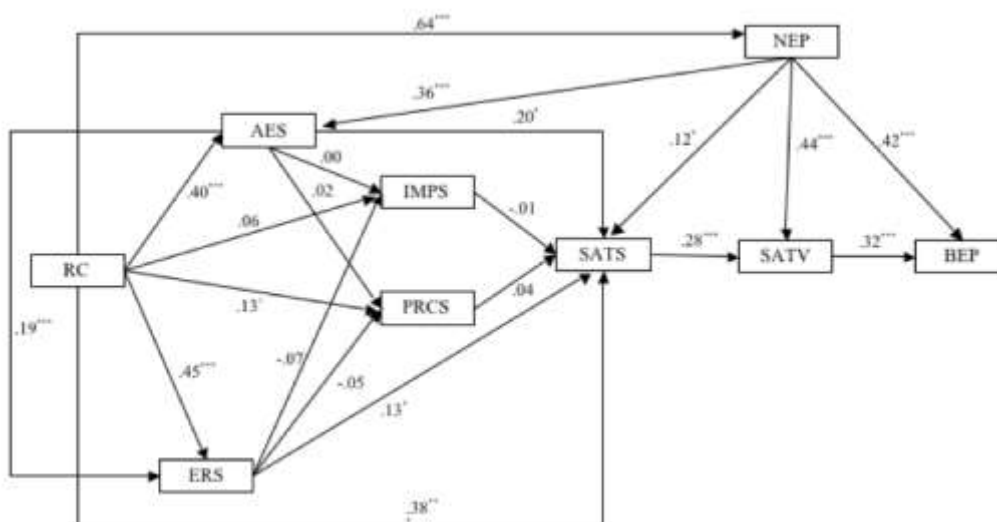 .64***
NEP
.36***
.20*
AES
.00
.12*
.44***
.42***
.40***
.02
IMPS
.06
-.01
SATS
.28***
SATV
.32***
BEP
RC
.13*
PRCS
.04
.19***
.45***
-.07
-.05
.13*
ERS
.38**